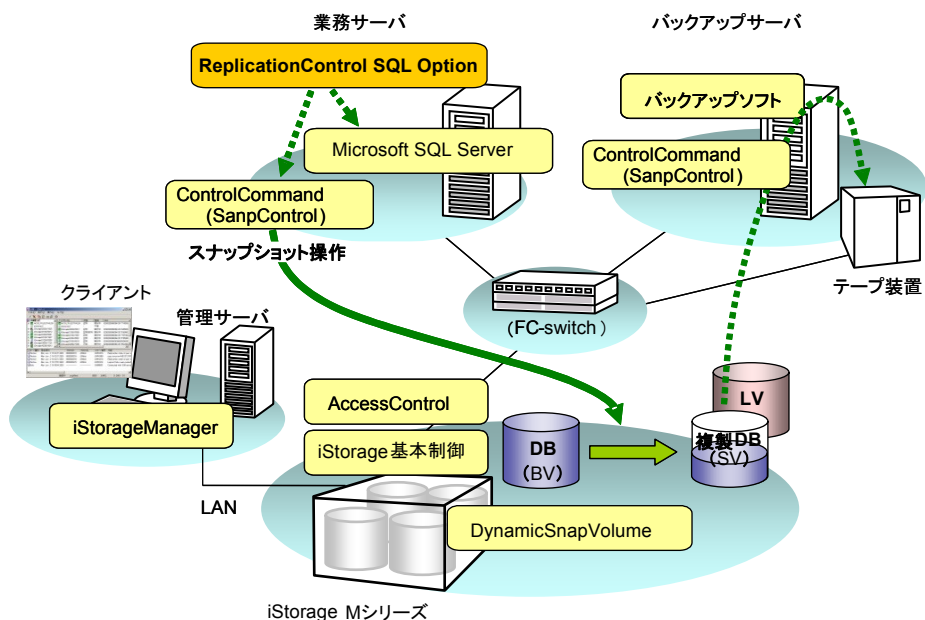 業務サーバ
バックアップサーバ
ReplicationControl SQL Option
バックアップソフト
Microsoft SQL Server
ControlCommand
(SanpControl)
ControlCommand
(SanpControl)
スナップショット操作
テープ装置
クライアント
管理サーバ
(FC-switch)
iStorageManager
AccessControl
iStorage基本制御
DB
(BV)
LV
複製DB
(SV)
LAN
DynamicSnapVolume
iStorage Mシリーズ